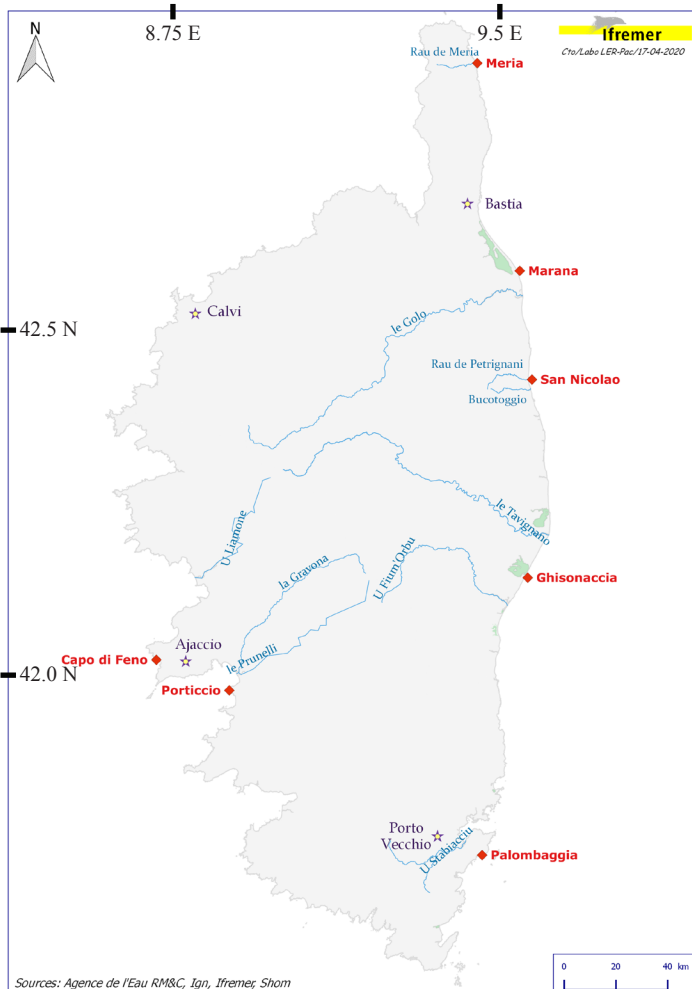 8.75 E
9.5 E
N
Ifremer
Cto/Labo LER-Pac/17-04-2020
Rau de Meria
Meria
Bastia
Marana
Calvi
le Golo
42.5 N
Rau de Petrignani
San Nicolao
Bucotoggio
le Tavignano
U Liamone
la Gravona
U Fium'Orbu
Ghisonaccia
Ajaccio
Capo di Feno
le Prunelli
42.0 N
Porticcio
Porto
Vecchio
U Stabiacciu
Palombaggia
0 20 40 km
Sources: Agence de l'Eau RM&C, Ign, Ifremer, Shom